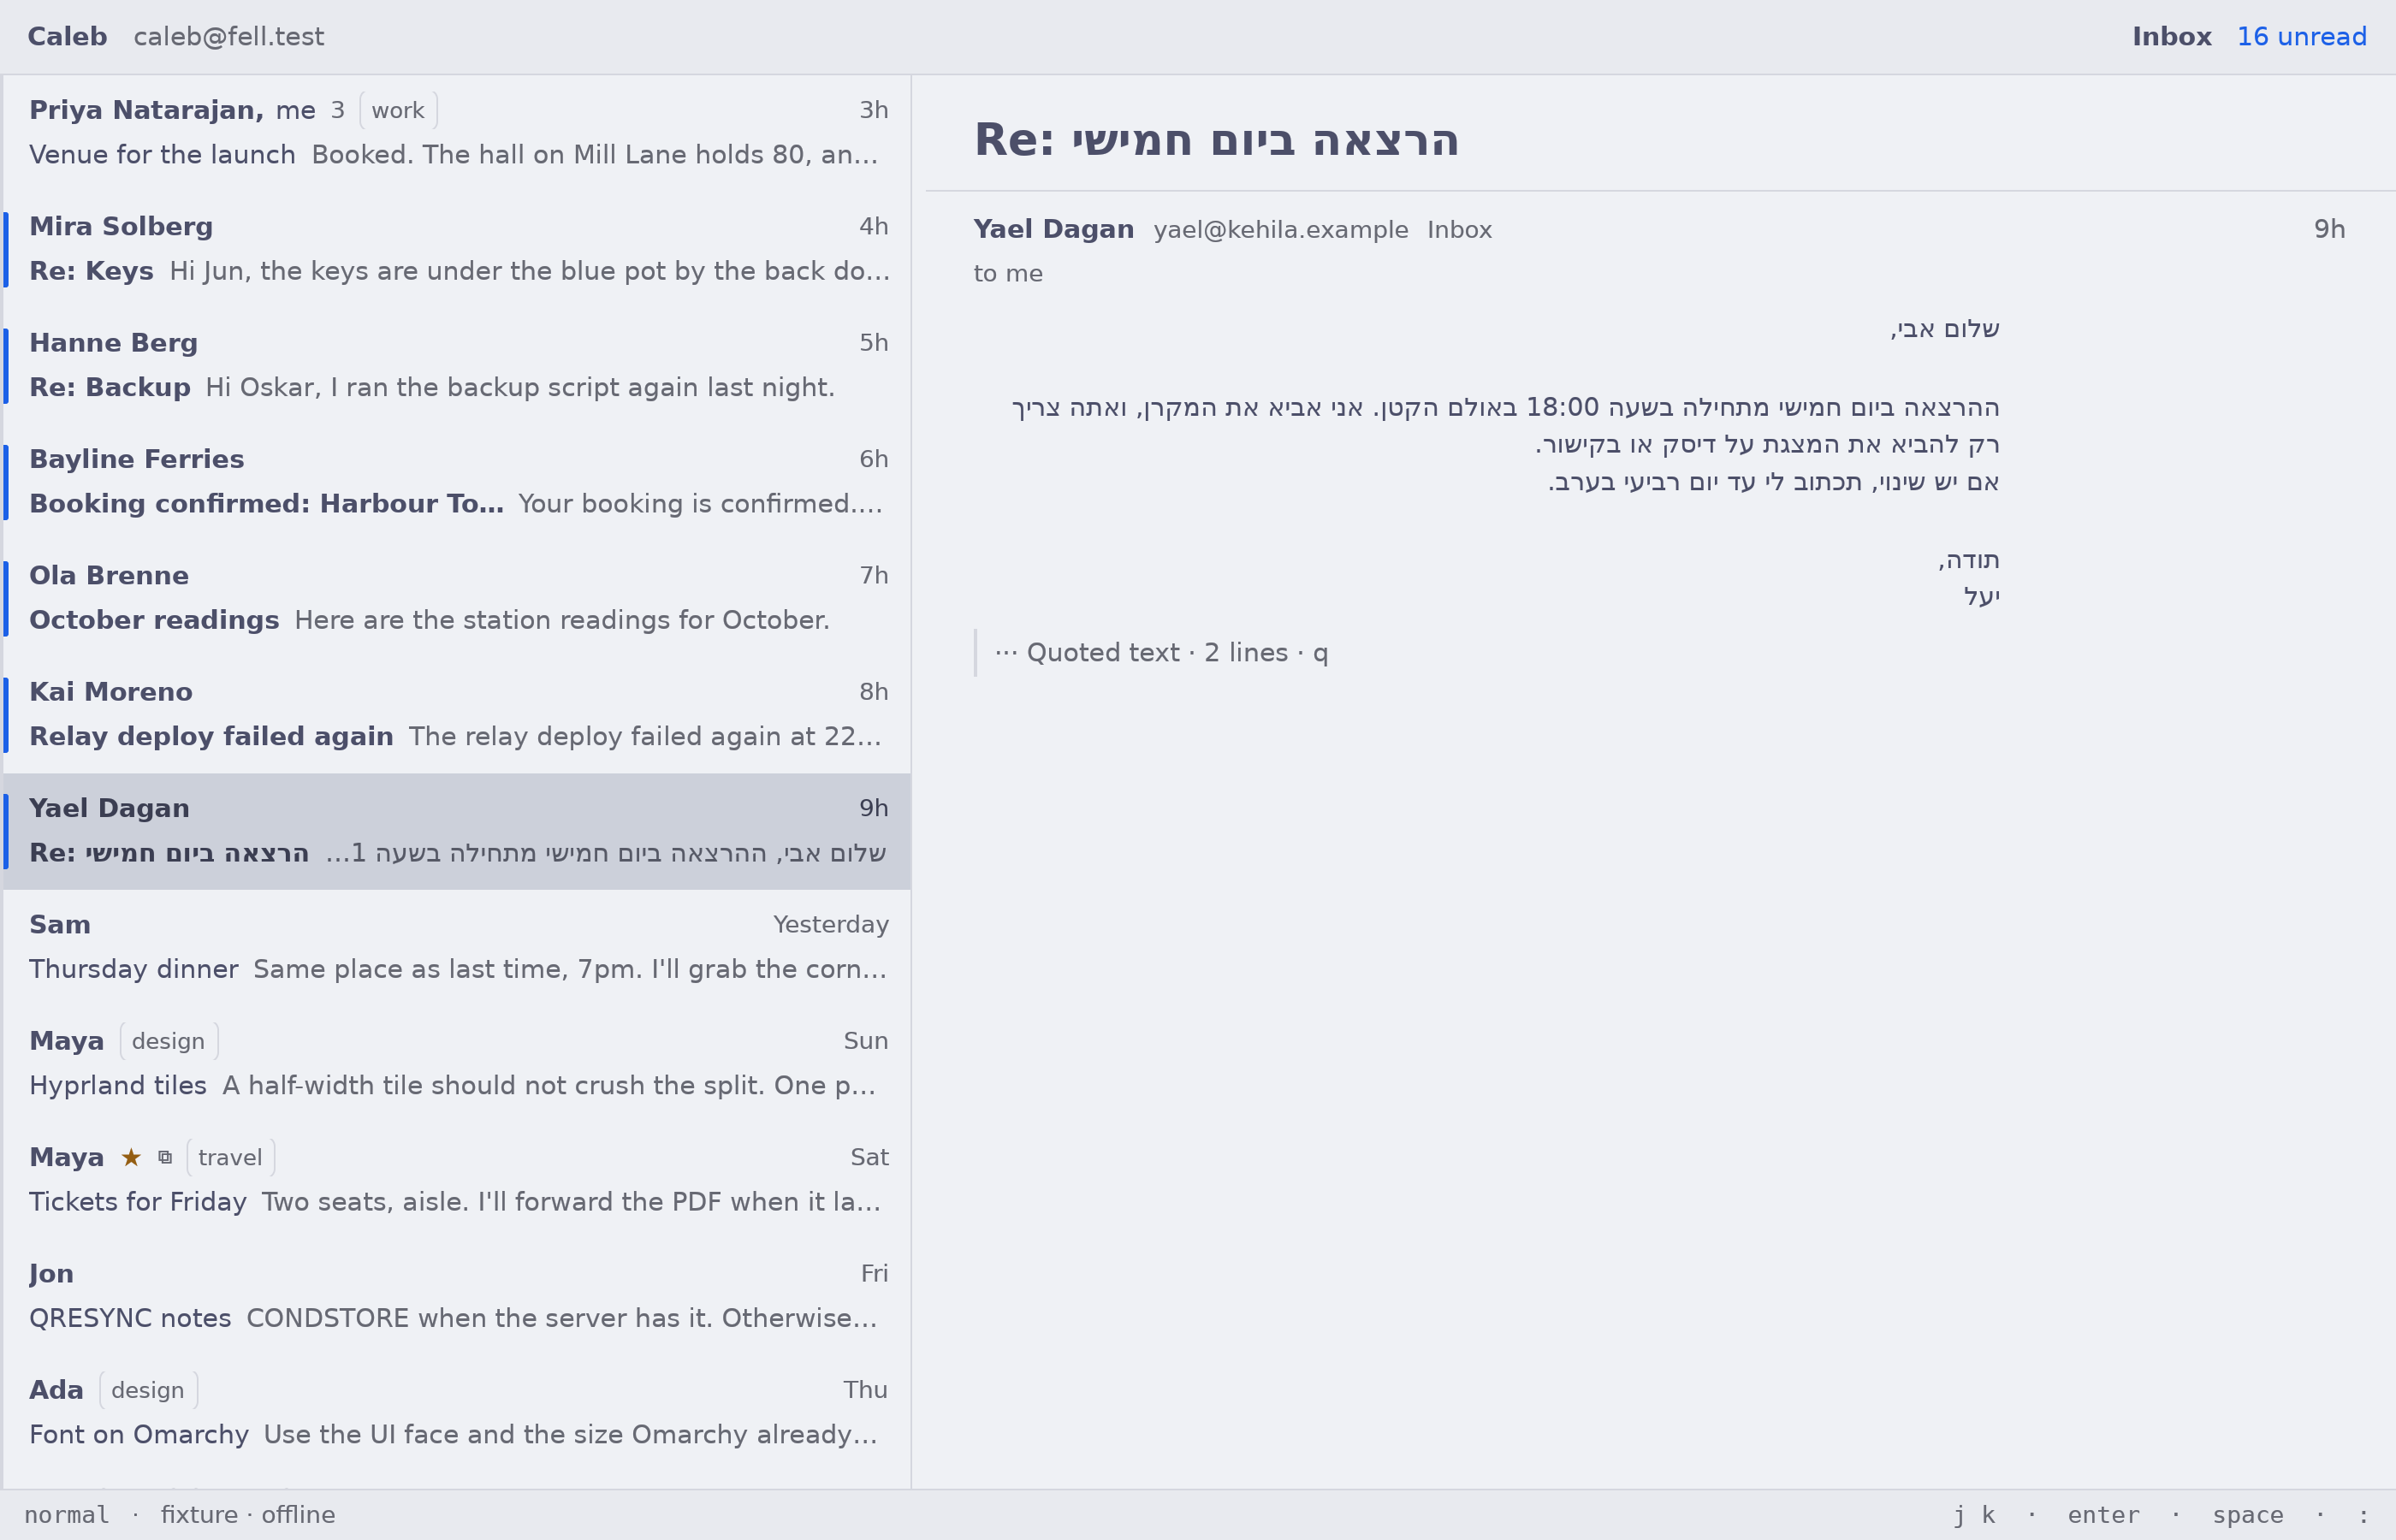 Caleb caleb@fell.test
Inbox 16 unread
Priya Natarajan, me 3 work 3h
Venue for the launch Booked. The hall on Mill Lane holds 80, an…
Mira Solberg 4h
Re: Keys Hi Jun, the keys are under the blue pot by the back do…
Hanne Berg 5h
Re: Backup Hi Oskar, I ran the backup script again last night.
Bayline Ferries 6h
Booking confirmed: Harbour To… Your booking is confirmed.…
Ola Brenne 7h
October readings Here are the station readings for October.
Kai Moreno 8h
Relay deploy failed again The relay deploy failed again at 22…
Yael Dagan 9h
Re: הרצאה ביום חמישי שלום אבי, ההרצאה ביום חמישי מתחילה בשעה 1…
Sam Yesterday
Thursday dinner Same place as last time, 7pm. I'll grab the corn…
Maya design Sun
Hyprland tiles A half-width tile should not crush the split. One p…
Maya ★ ⧉ travel Sat
Tickets for Friday Two seats, aisle. I'll forward the PDF when it la…
Jon Fri
QRESYNC notes CONDSTORE when the server has it. Otherwise…
Ada design Thu
Font on Omarchy Use the UI face and the size Omarchy already…
Re: הרצאה ביום חמישי
Yael Dagan yael@kehila.example Inbox 9h
to me
שלום אבי,
ההרצאה ביום חמישי מתחילה בשעה 18:00 באולם הקטן. אני אביא את המקרן, ואתה צריך
רק להביא את המצגת על דיסק או בקישור.
אם יש שינוי, תכתוב לי עד יום רביעי בערב.
תודה,
יעל
··· Quoted text · 2 lines · q
normal · fixture · offline
j k · enter · space · :